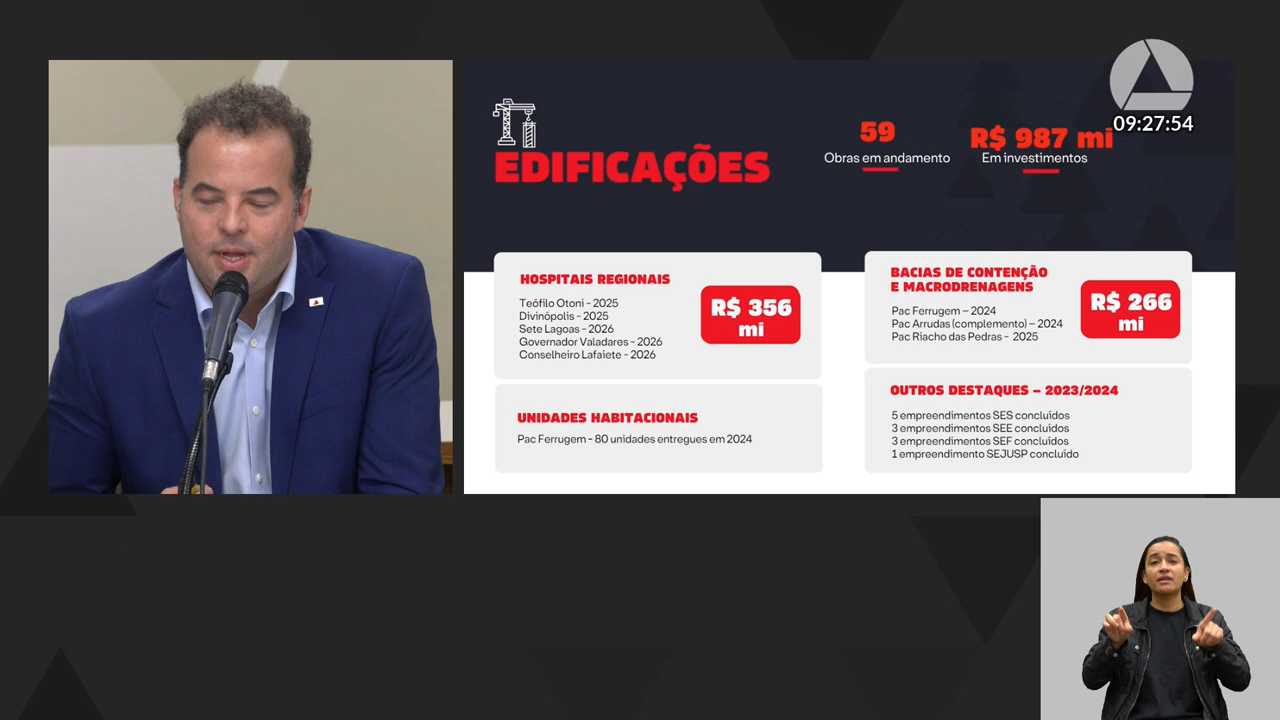 09:27:54
EDIFICAÇÕES
59
Obras em andamento
R$ 987 mi
Em investimentos
HOSPITAIS REGIONAIS
Teófilo Otoni - 2025
Divinópolis - 2025
Sete Lagoas - 2026
Governador Valadares - 2026
Conselheiro Lafaiete - 2026
R$ 356
mi
UNIDADES HABITACIONAIS
Pac Ferrugem - 80 unidades entregues em 2024
BACIAS DE CONTENÇÃO
E MACRODRENAGENS
Pac Ferrugem – 2024
Pac Arrudas (complemento) – 2024
Pac Riacho das Pedras - 2025
R$ 266
mi
OUTROS DESTAQUES – 2023/2024
5 empreendimentos SES concluídos
3 empreendimentos SEE concluídos
3 empreendimentos SEF concluídos
1 empreendimento SEJUSP concluído